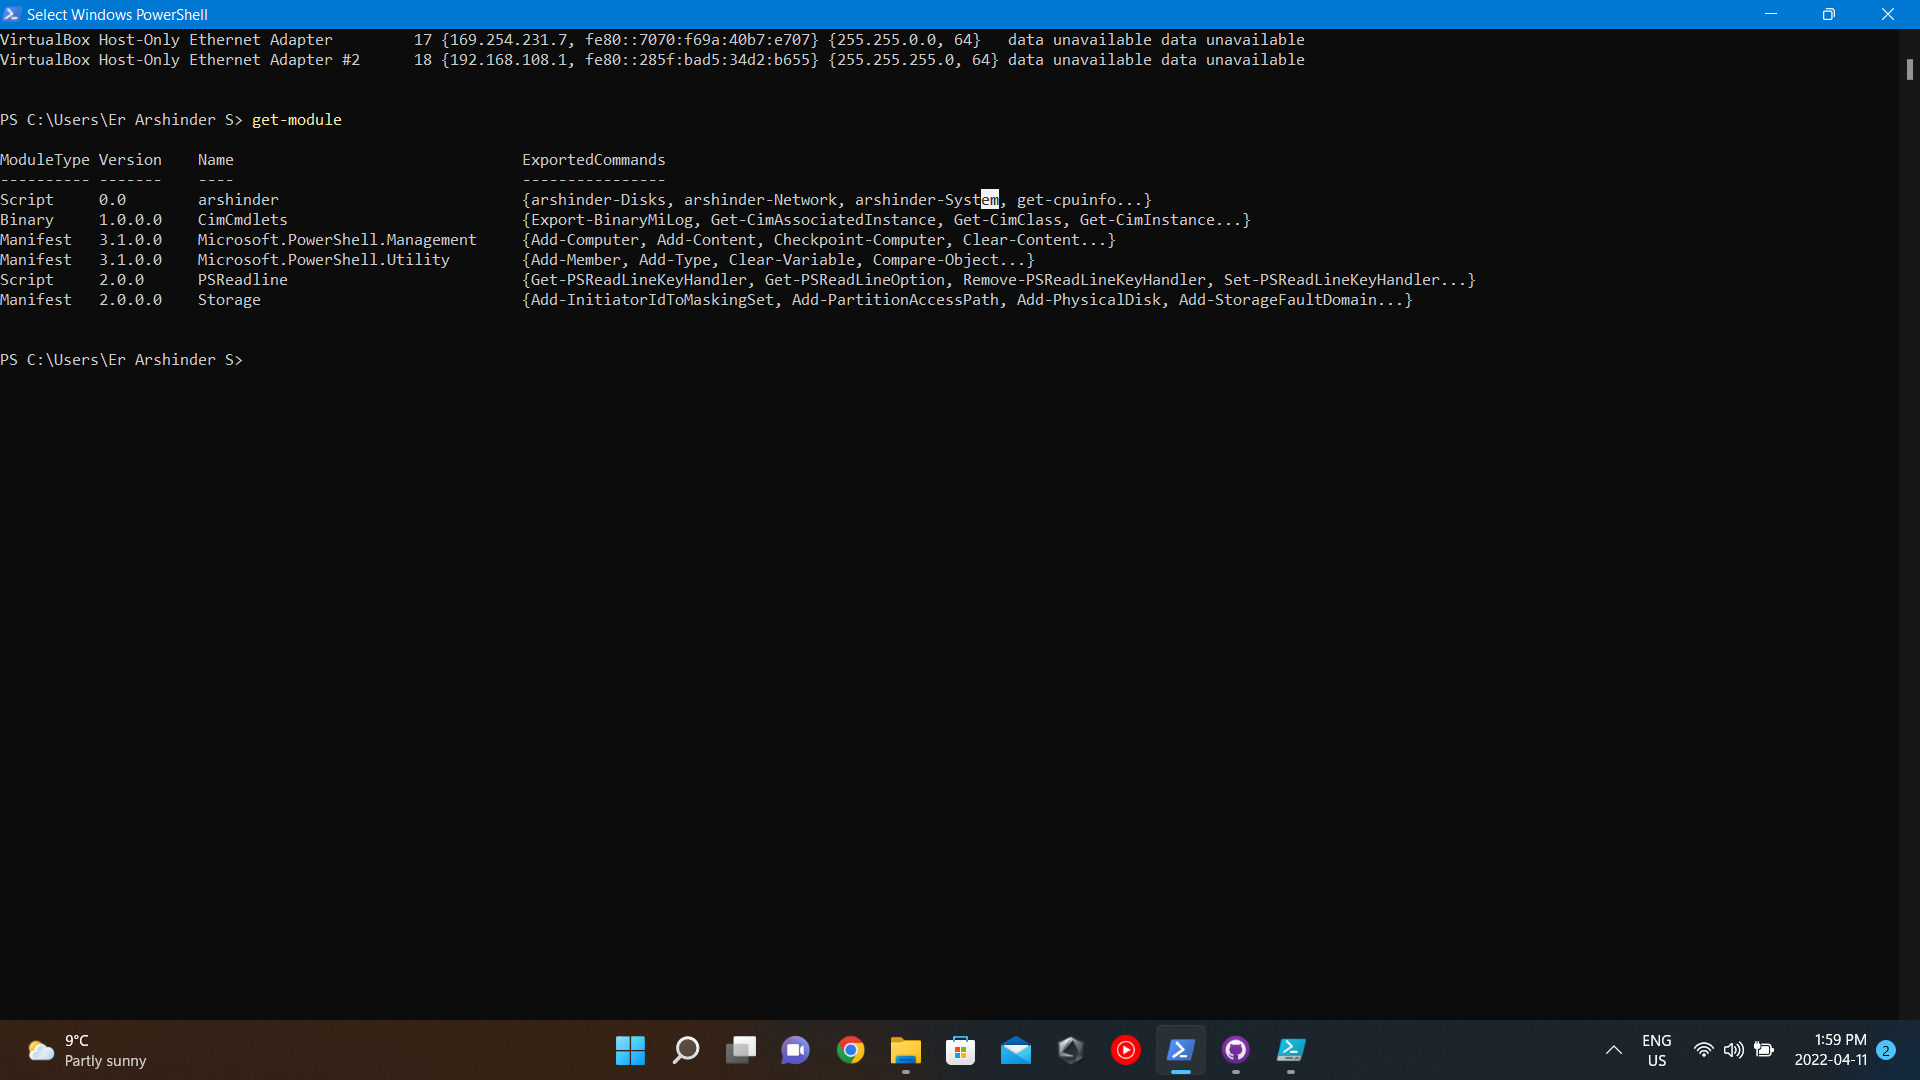 Select Windows PowerShell
VirtualBox Host-Only Ethernet Adapter         17 {169.254.231.7, fe80::7070:f69a:40b7:e707} {255.255.0.0, 64}   data unavailable data unavailable
VirtualBox Host-Only Ethernet Adapter #2      18 {192.168.108.1, fe80::285f:bad5:34d2:b655} {255.255.255.0, 64} data unavailable data unavailable
PS C:\Users\Er Arshinder S> get-module
ModuleType Version    Name                                ExportedCommands
---------- -------    ----                                ----------------
Script     0.0        arshinder                           {arshinder-Disks, arshinder-Network, arshinder-System, get-cpuinfo...}
Binary     1.0.0.0    CimCmdlets                          {Export-BinaryMiLog, Get-CimAssociatedInstance, Get-CimClass, Get-CimInstance...}
Manifest   3.1.0.0    Microsoft.PowerShell.Management     {Add-Computer, Add-Content, Checkpoint-Computer, Clear-Content...}
Manifest   3.1.0.0    Microsoft.PowerShell.Utility        {Add-Member, Add-Type, Clear-Variable, Compare-Object...}
Script     2.0.0      PSReadline                          {Get-PSReadLineKeyHandler, Get-PSReadLineOption, Remove-PSReadLineKeyHandler, Set-PSReadLineKeyHandler...}
Manifest   2.0.0.0    Storage                             {Add-InitiatorIdToMaskingSet, Add-PartitionAccessPath, Add-PhysicalDisk, Add-StorageFaultDomain...}
PS C:\Users\Er Arshinder S>
9°C
Partly sunny
ENG
US
1:59 PM
2022-04-11
2